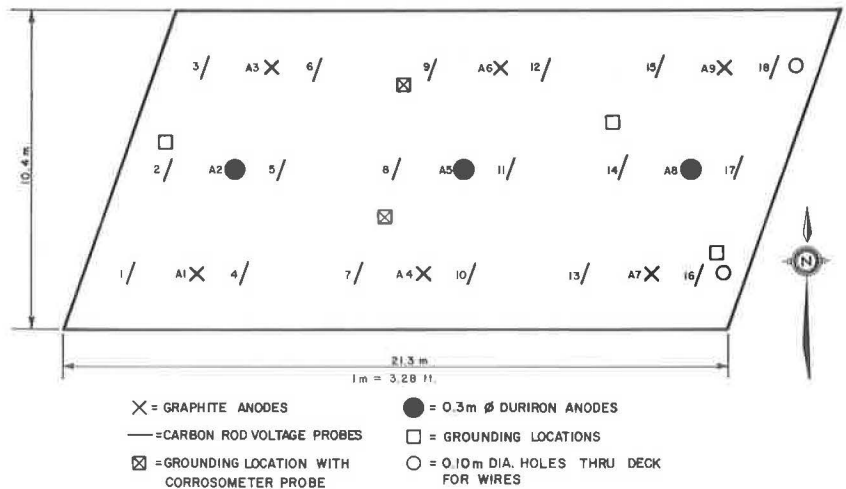 3/ A3 6/ 9/ A6 12/ 15/ A9 18/
10.4 m
2/ A2 5/ 8/ A5 11/ 14/ A8 17/
N
1/ A1 4/ 7/ A4 10/ 13/ A7 16/
21.3 m
1m = 3.28 ft.
X = GRAPHITE ANODES
= 0.3m Ø DURIRON ANODES
=CARBON ROD VOLTAGE PROBES
= GROUNDING LOCATIONS
=GROUNDING LOCATION WITH
CORROSOMETER PROBE
= 0.10m DIA. HOLES THRU DECK
FOR WIRES